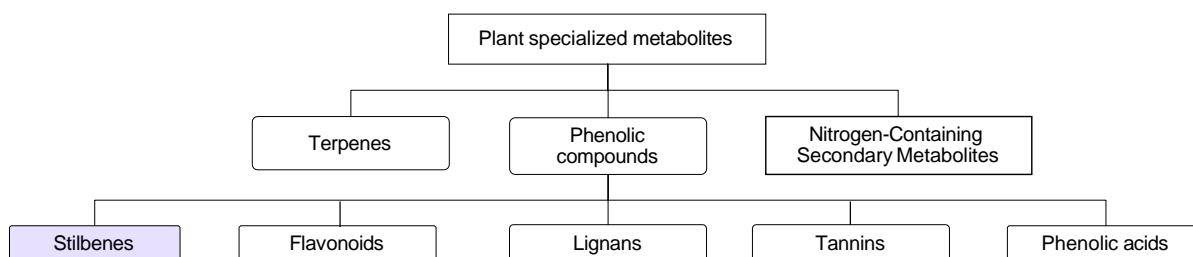 Plant specialized metabolites
Terpenes
Phenolic
compounds
Nitrogen-Containing
Secondary Metabolites
Stilbenes
Flavonoids
Lignans
Tannins
Phenolic acids